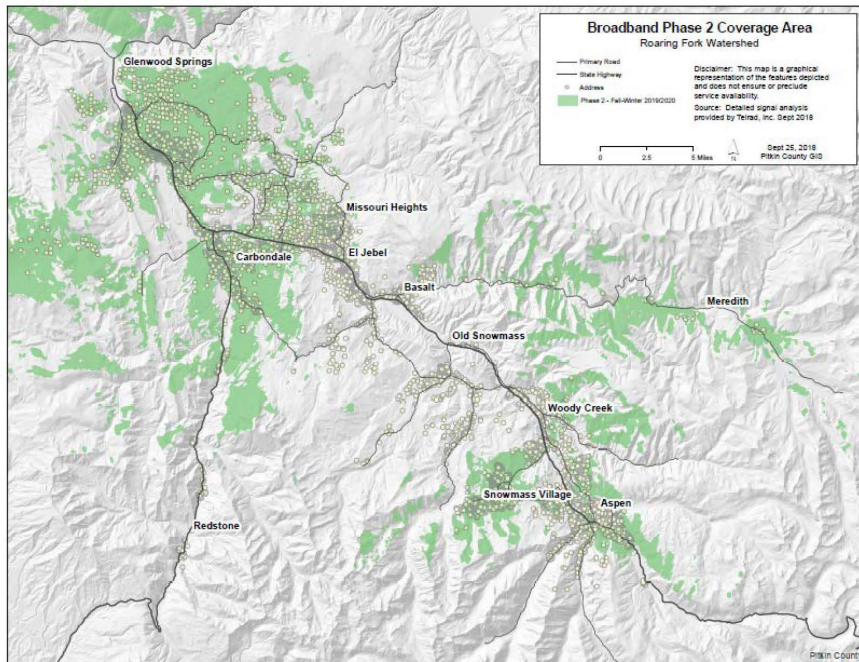 Broadband Phase 2 Coverage Area
Roaring Fork Watershed
Primary Road
State Highway
Address
Phase 2 - Fall-Winter 2019/2020
Disclaimer: This map is a graphical
representation of the features depicted
and does not ensure or preclude
service availability.
Source: Detailed signal analysis
provided by Telrad, Inc. Sept 2018
0 2.5 5 Miles
N
Sept 25, 2018
Pitkin County GIS
Glenwood Springs
Missouri Heights
Carbondale
El Jebel
Basalt
Meredith
Old Snowmass
Woody Creek
Snowmass Village
Aspen
Redstone
Pitkin County